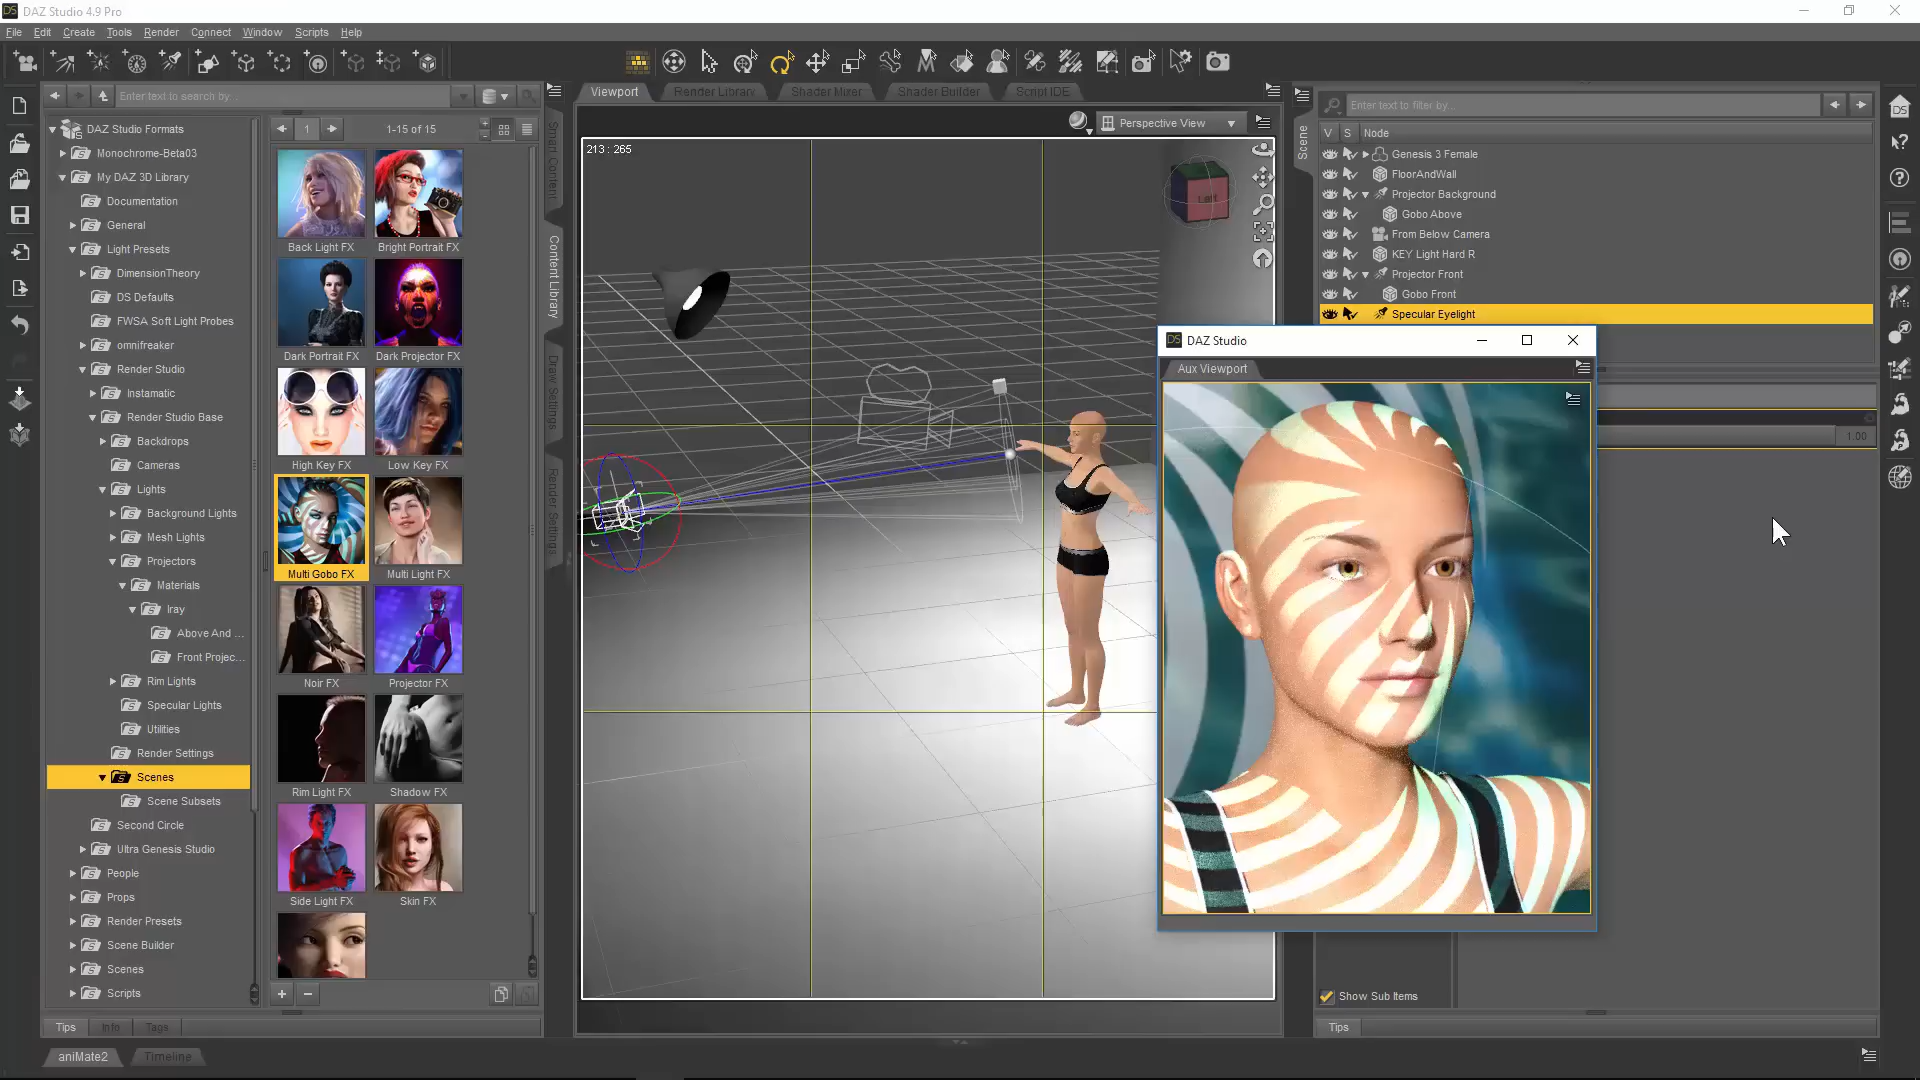 DAZ Studio 4.9 Pro
File Edit Create Tools Render Connect Window Scripts Help
Enter text to search by...
DAZ Studio Formats
Monochrome-Beta03
My DAZ 3D Library
Documentation
General
Light Presets
DimensionTheory
DS Defaults
FWSA Soft Light Probes
omnifreaker
Render Studio
Instamatic
Render Studio Base
Backdrops
Cameras
Lights
Background Lights
Mesh Lights
Projectors
Materials
Iray
Above And ...
Front Projec...
Rim Lights
Specular Lights
Utilities
Render Settings
Scenes
Scene Subsets
Second Circle
Ultra Genesis Studio
People
Props
Render Presets
Scene Builder
Scenes
Scripts
Tips Info Tags
aniMate2 Timeline
1 1-15 of 15
Back Light FX Bright Portrait FX
Dark Portrait FX Dark Projector FX
High Key FX Low Key FX
Multi Gobo FX Multi Light FX
Noir FX Projector FX
Rim Light FX Shadow FX
Side Light FX Skin FX
Smart Content
Content Library
Draw Settings
Render Settings
Viewport Render Library Shader Mixer Shader Builder Script IDE
Perspective View
213 : 265
Left
Scene
Enter text to filter by...
V S Node
Genesis 3 Female
FloorAndWall
Projector Background
Gobo Above
From Below Camera
KEY Light Hard R
Projector Front
Gobo Front
Specular Eyelight
DAZ Studio
Aux Viewport
1.00
Show Sub Items
Tips